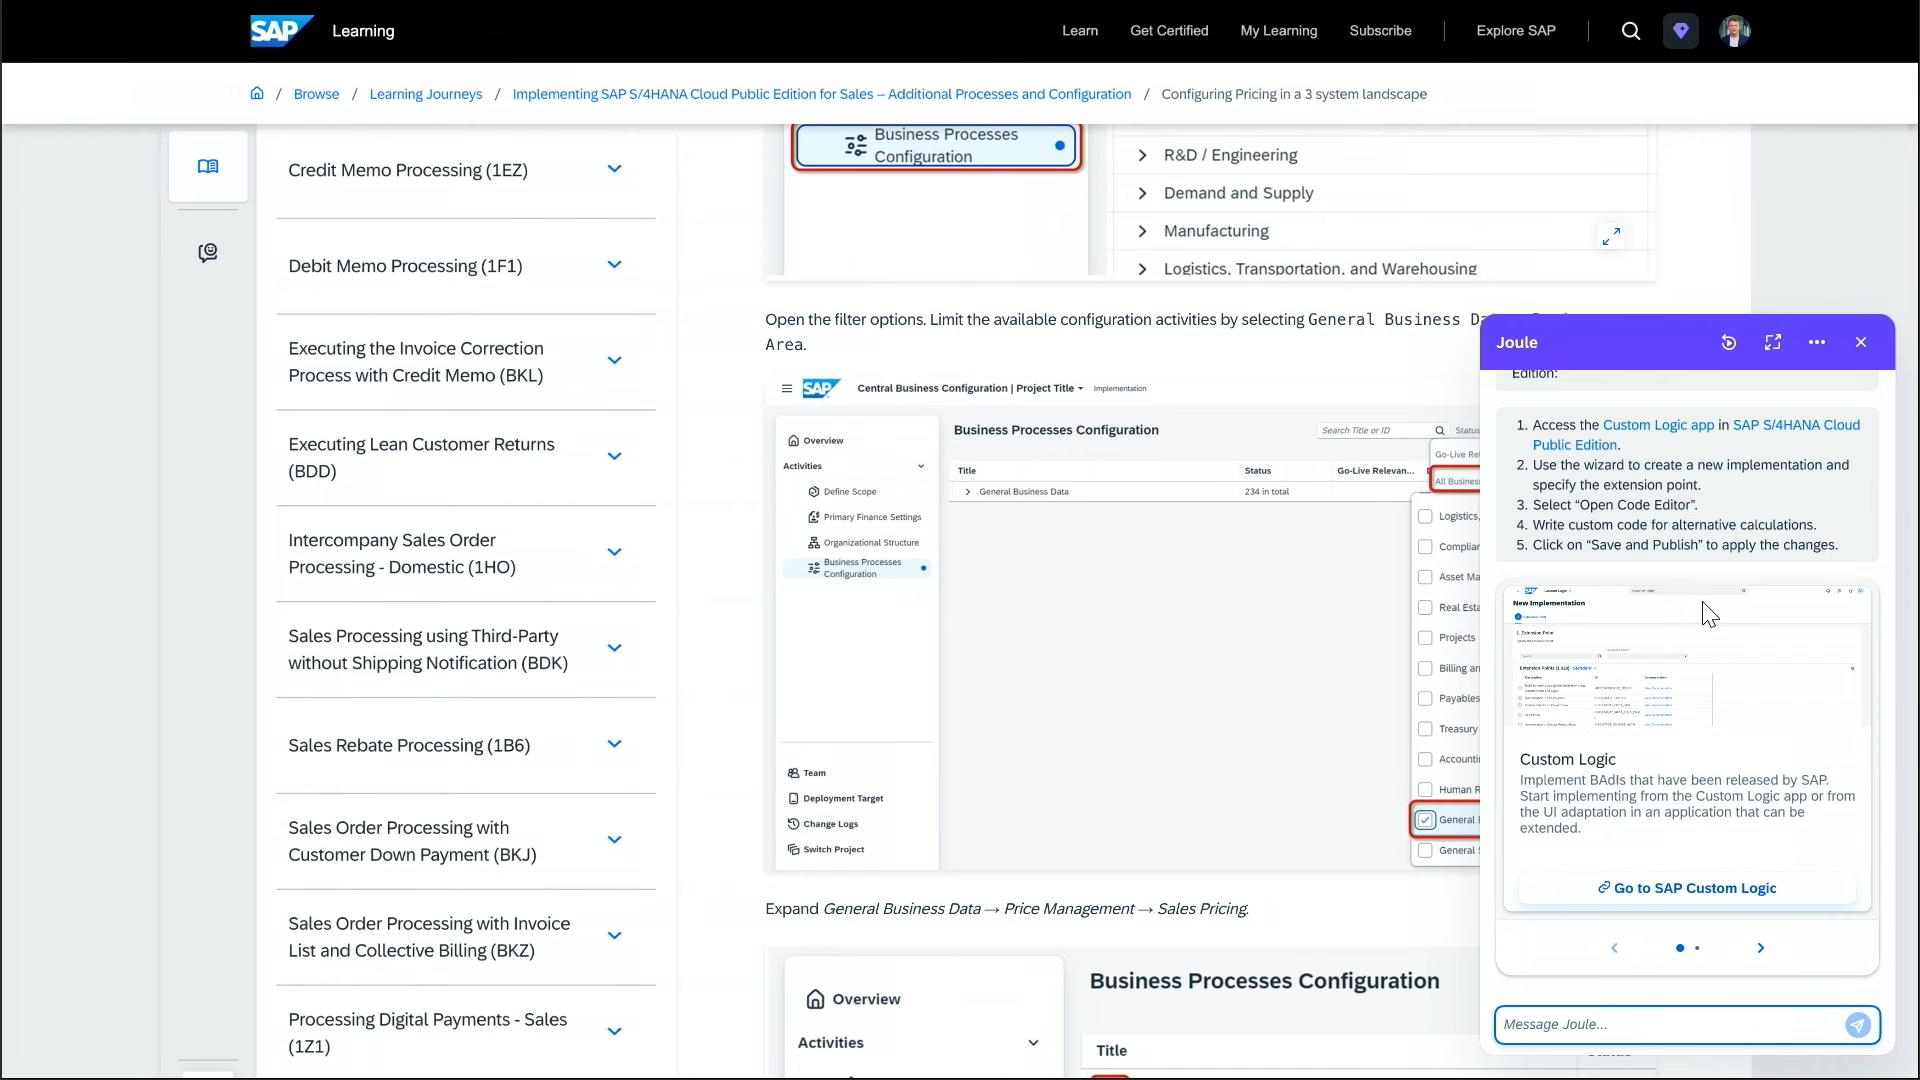 SAP
Learning
Learn
Get Certified
My Learning
Subscribe
Explore SAP
/ Browse / Learning Journeys / Implementing SAP S/4HANA Cloud Public Edition for Sales – Additional Processes and Configuration / Configuring Pricing in a 3 system landscape
Credit Memo Processing (1EZ)
Debit Memo Processing (1F1)
Executing the Invoice Correction
Process with Credit Memo (BKL)
Executing Lean Customer Returns
(BDD)
Intercompany Sales Order
Processing - Domestic (1HO)
Sales Processing using Third-Party
without Shipping Notification (BDK)
Sales Rebate Processing (1B6)
Sales Order Processing with
Customer Down Payment (BKJ)
Sales Order Processing with Invoice
List and Collective Billing (BKZ)
Processing Digital Payments - Sales
(1Z1)
Business Processes
Configuration
R&D / Engineering
Demand and Supply
Manufacturing
Logistics, Transportation, and Warehousing
Open the filter options. Limit the available configuration activities by selecting General Business
Area.
SAP
Central Business Configuration | Project Title
Implementation
Overview
Activities
Define Scope
Primary Finance Settings
Organizational Structure
Business Processes
Configuration
Team
Deployment Target
Change Logs
Switch Project
Business Processes Configuration
Search Title or ID
Status
Title
Status
Go-Live Relevan...
General Business Data
234 in total
Go-Live Rel
All Business
Logistics,
Complian
Asset Ma
Real Esta
Projects
Billing an
Payables
Treasury
Accounti
Human R
General
General
Expand General Business Data → Price Management → Sales Pricing.
Overview
Activities
Business Processes Configuration
Title
Joule
Edition:
1. Access the Custom Logic app in SAP S/4HANA Cloud
Public Edition.
2. Use the wizard to create a new implementation and
specify the extension point.
3. Select “Open Code Editor”.
4. Write custom code for alternative calculations.
5. Click on “Save and Publish” to apply the changes.
SAP
New Implementation
1. Extension Point
Custom Logic
Implement BAdIs that have been released by SAP.
Start implementing from the Custom Logic app or from
the UI adaptation in an application that can be
extended.
Go to SAP Custom Logic
Message Joule...